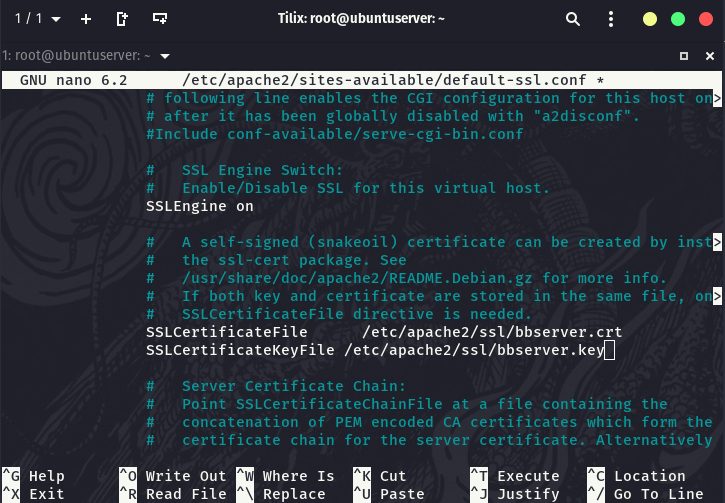 1 / 1 Tilix: root@ubuntuserver: ~
1: root@ubuntuserver: ~
GNU nano 6.2 /etc/apache2/sites-available/default-ssl.conf *
# following line enables the CGI configuration for this host on>
# after it has been globally disabled with "a2disconf".
#Include conf-available/serve-cgi-bin.conf
#   SSL Engine Switch:
#   Enable/Disable SSL for this virtual host.
SSLEngine on
#   A self-signed (snakeoil) certificate can be created by inst>
#   the ssl-cert package. See
#   /usr/share/doc/apache2/README.Debian.gz for more info.
#   If both key and certificate are stored in the same file, on>
#   SSLCertificateFile directive is needed.
SSLCertificateFile      /etc/apache2/ssl/bbserver.crt
SSLCertificateKeyFile /etc/apache2/ssl/bbserver.key
#   Server Certificate Chain:
#   Point SSLCertificateChainFile at a file containing the
#   concatenation of PEM encoded CA certificates which form the
#   certificate chain for the server certificate. Alternatively
^G Help ^O Write Out ^W Where Is ^K Cut ^T Execute ^C Location
^X Exit ^R Read File ^\ Replace ^U Paste ^J Justify ^/ Go To Line